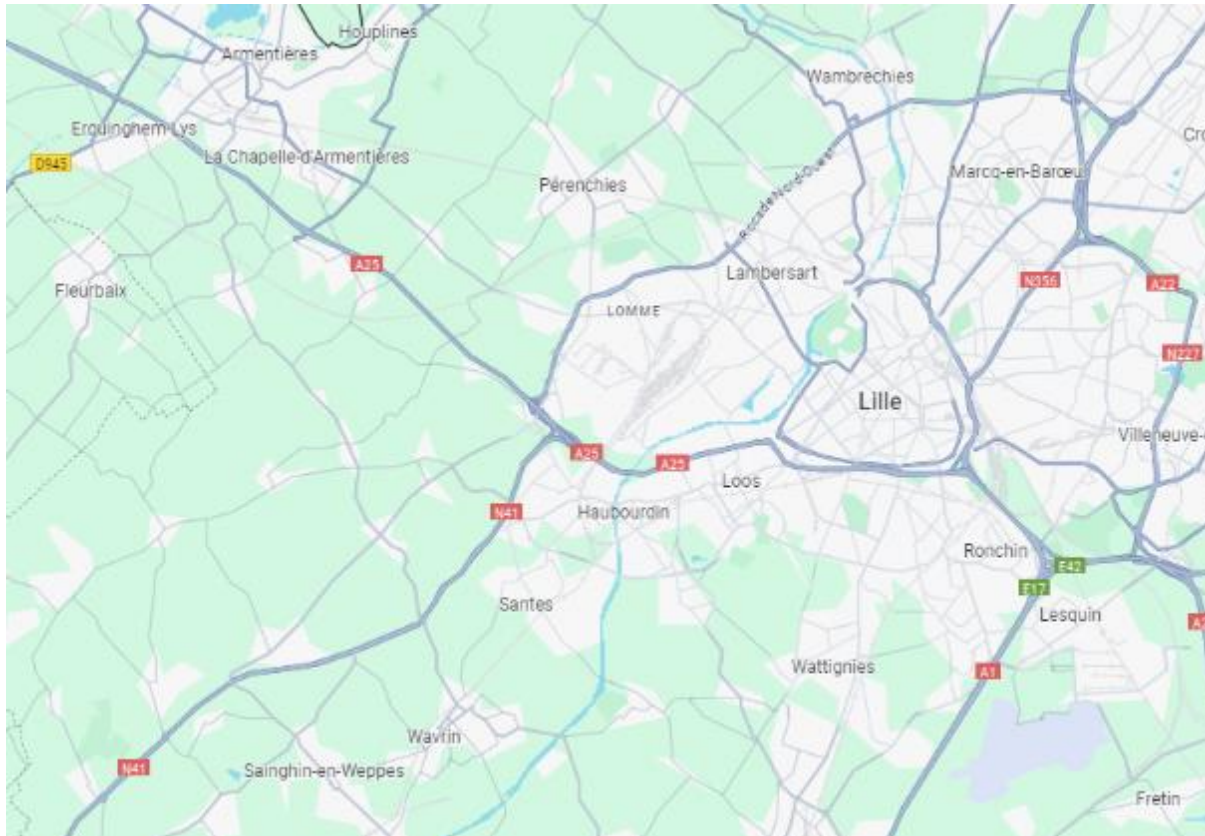 Houplines
Armentières
Wambrechies
Erquinghem-Lys
La Chapelle-d'Armentières
D945
Cro
Marcq-en-Barœul
Pérenchies
Rocade Nord-Ouest
A25
Lambersart
Fleurbaix
N356
A22
LOMME
N227
Lille
Villeneuve-
A25
A25
Loos
N41
Haubourdin
Ronchin
E42
E17
Santes
Lesquin
Wattignies
A1
Wavrin
N41
Sainghin-en-Weppes
Fretin